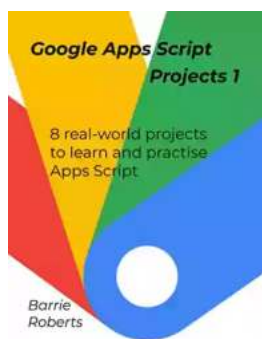 Google Apps Script
Projects 1
8 real-world projects
to learn and practise
Apps Script
Barrie
Roberts